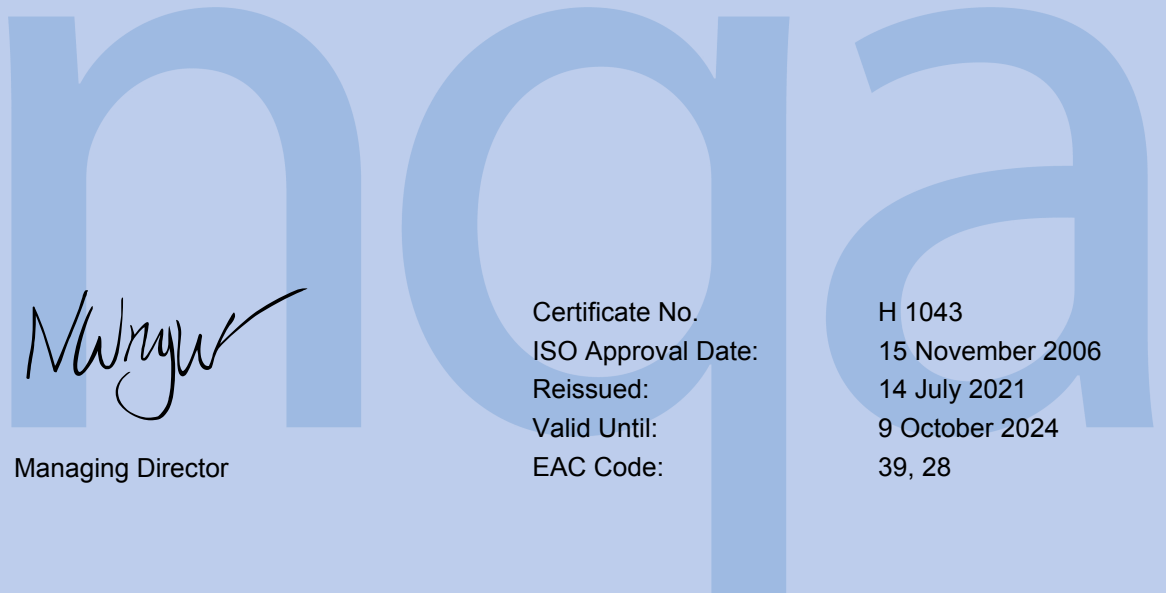 nqa
Certificate No. H 1043
ISO Approval Date: 15 November 2006
Reissued: 14 July 2021
Valid Until: 9 October 2024
EAC Code: 39, 28
Managing Director